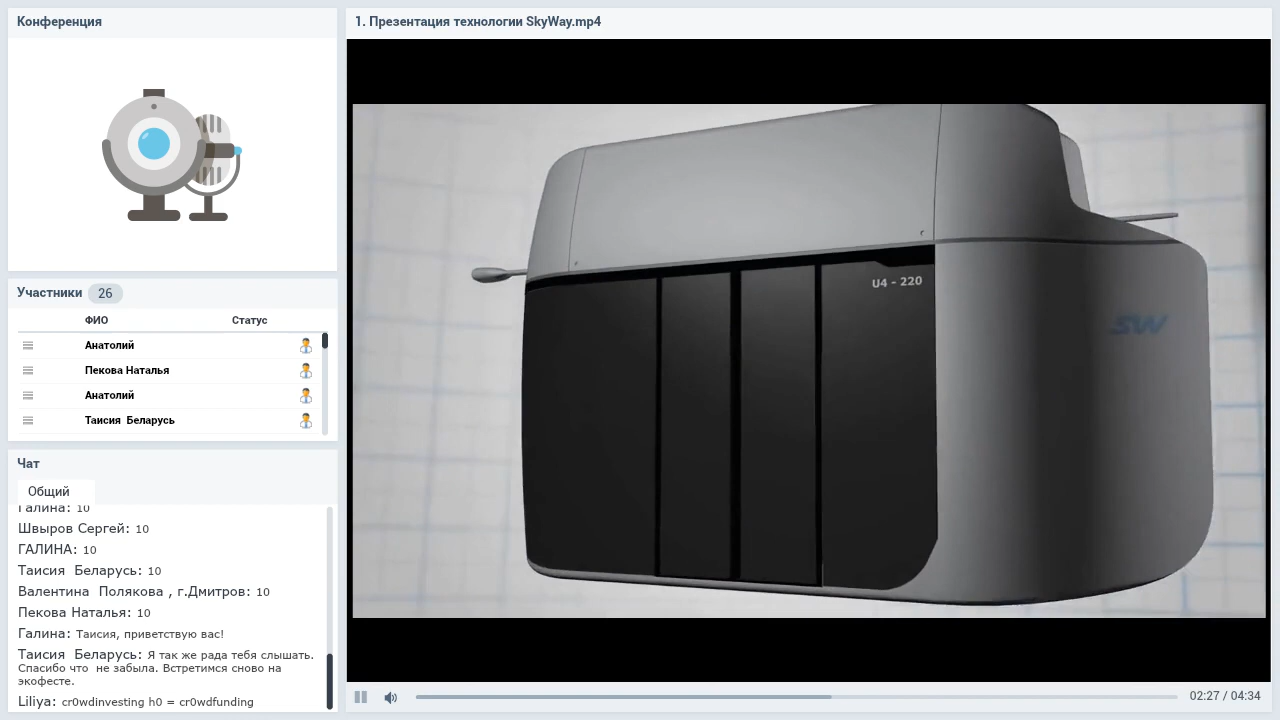 Конференция
Участники 26
ФИО Статус
Анатолий
Пекова Наталья
Анатолий
Таисия Беларусь
Чат
Общий
Галина: 10
Швыров Сергей: 10
ГАЛИНА: 10
Таисия Беларусь: 10
Валентина Полякова , г.Дмитров: 10
Пекова Наталья: 10
Галина: Таисия, приветствую вас!
Таисия Беларусь: Я так же рада тебя слышать.
Спасибо что не забыла. Встретимся сново на
экофесте.
Liliya: cr0wdinvesting h0 = cr0wdfunding
1. Презентация технологии SkyWay.mp4
U4 - 220
SW
02:27 / 04:34